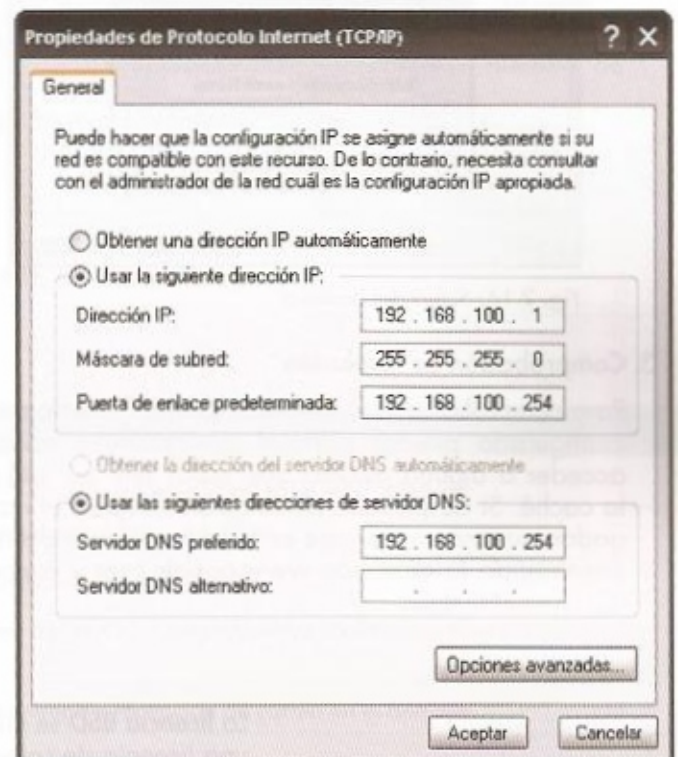 Propiedades de Protocolo Internet (TCP/IP)
General
Puede hacer que la configuración IP se asigne automáticamente si su
red es compatible con este recurso. De lo contrario, necesita consultar
con el administrador de la red cuál es la configuración IP apropiada.
Obtener una dirección IP automáticamente
Usar la siguiente dirección IP:
Dirección IP: 192 . 168 . 100 . 1
Máscara de subred: 255 . 255 . 255 . 0
Puerta de enlace predeterminada: 192 . 168 . 100 . 254
Obtener la dirección del servidor DNS automáticamente
Usar las siguientes direcciones de servidor DNS:
Servidor DNS preferido: 192 . 168 . 100 . 254
Servidor DNS alternativo: . . .
Opciones avanzadas...
Aceptar Cancelar